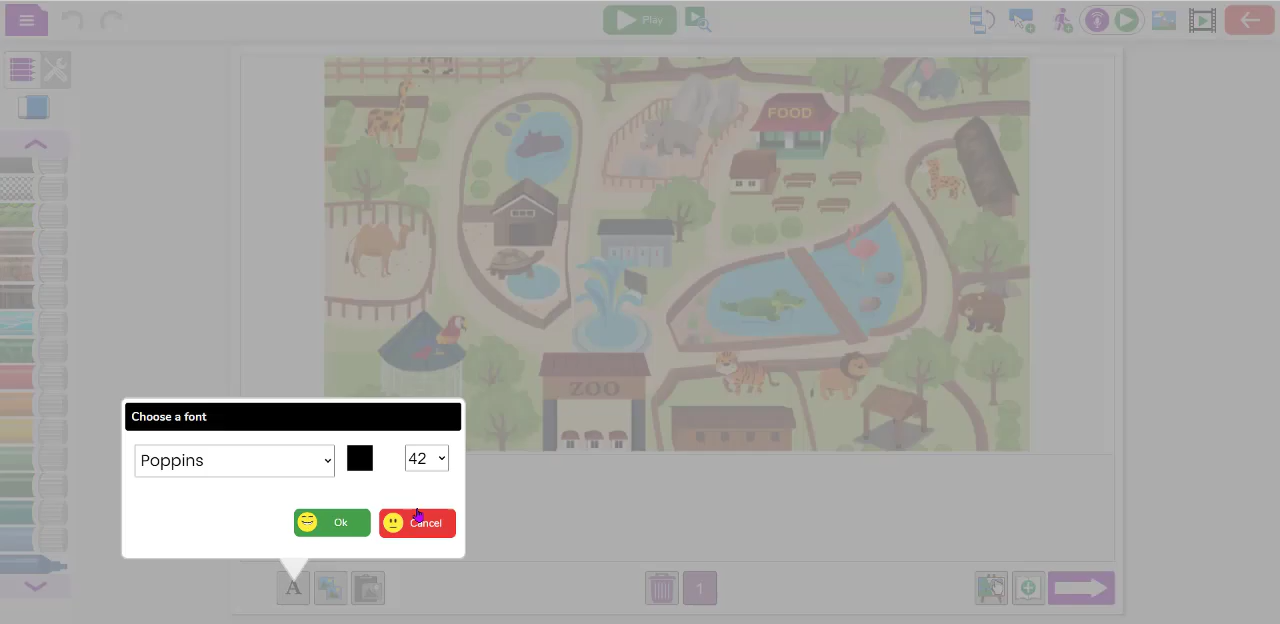 Play
FOOD
ZOO
Choose a font
Poppins
42
Ok
Cancel
A
1